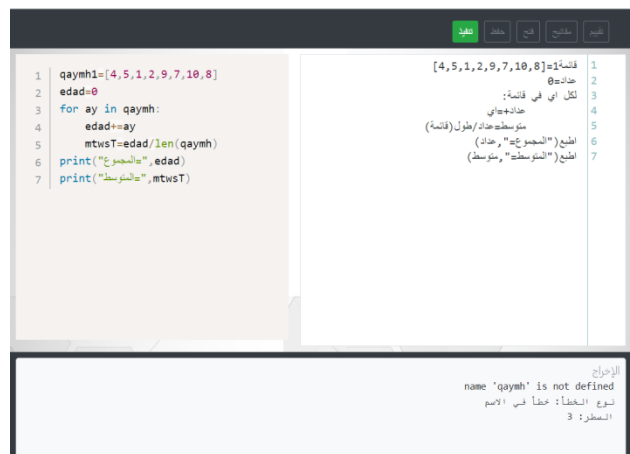 تقييم مفاتيح فتح حفظ تنفيذ
1 qaymh1=[4,5,1,2,9,7,10,8]
2 edad=0
3 for ay in qaymh:
4 edad+=ay
5 mtwsT=edad/len(qaymh)
6 print("المجموع=",edad)
7 print("المتوسط=",mtwsT)
1 قائمة1=[4,5,1,2,9,7,10,8]
2 عداد=0
3 لكل اي في قائمة:
4 عداد+=اي
5 متوسط=عداد/طول(قائمة)
6 اطبع("المجموع=",عداد)
7 اطبع("المتوسط=",متوسط)
الإخراج
name 'qaymh' is not defined
نوع الخطأ: خطأ في الاسم
السطر: 3